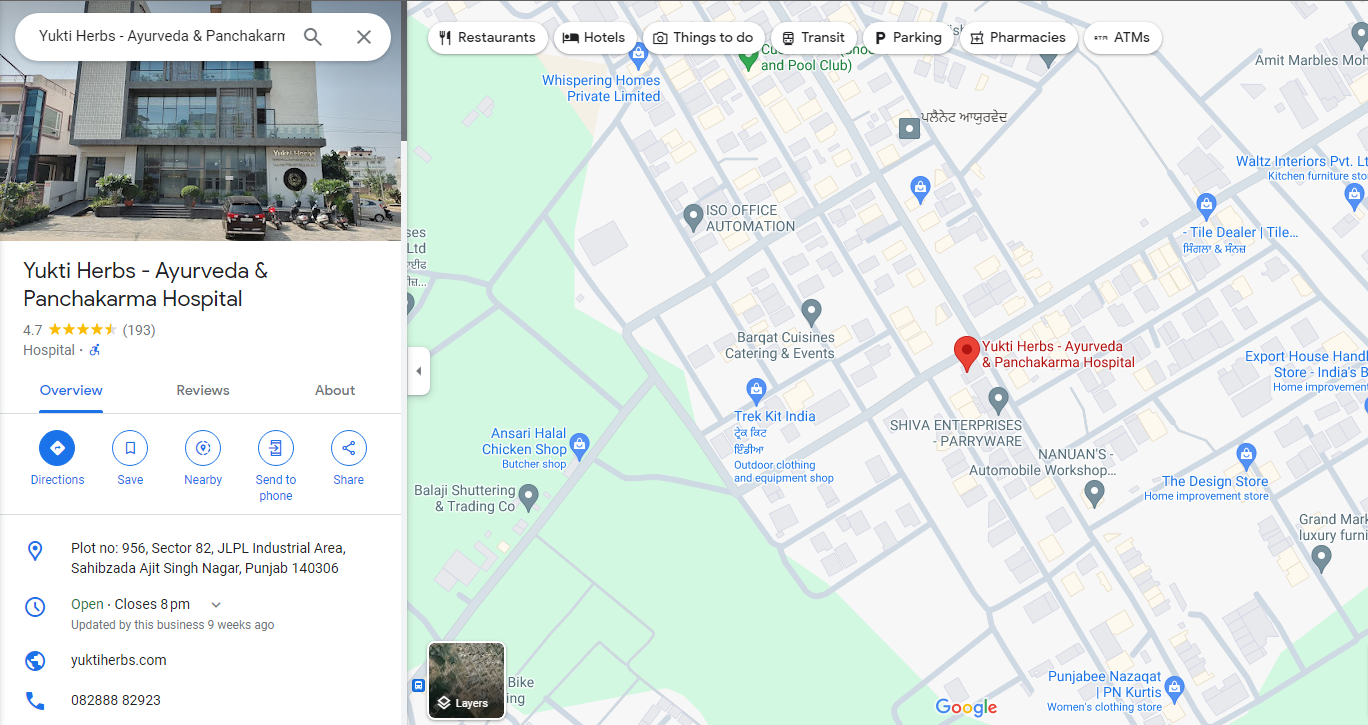 Yukti Herbs - Ayurveda & Panchakarm
Yukti Herbs
Yukti Herbs - Ayurveda &
Panchakarma Hospital
4.7 (193)
Hospital ·
Overview
Reviews
About
Directions
Save
Nearby
Send to
phone
Share
Plot no: 956, Sector 82, JLPL Industrial Area,
Sahibzada Ajit Singh Nagar, Punjab 140306
Open · Closes 8 pm
Updated by this business 9 weeks ago
yuktiherbs.com
082888 82923
Restaurants
Hotels
Things to do
Transit
Parking
Pharmacies
ATMs
and Pool Club)
Whispering Homes
Private Limited
Amit Marbles Moh
ਪਲੈਨੇਟ ਆਯੁਰਵੇਦ
Waltz Interiors Pvt. Lt
Kitchen furniture sto
ISO OFFICE
AUTOMATION
- Tile Dealer | Tile...
ਸਿੰਗਲਾ & ਸੰਨਜ਼
ses
Ltd
Barqat Cuisines
Catering & Events
Yukti Herbs - Ayurveda
& Panchakarma Hospital
Export House Handl
Store - India's B
Home improvement
Trek Kit India
ਟ੍ਰੇਕ ਕਿਟ
ਇੰਡੀਆ
Outdoor clothing
and equipment shop
SHIVA ENTERPRISES
- PARRYWARE
Ansari Halal
Chicken Shop
Butcher shop
NANUAN'S -
Automobile Workshop...
The Design Store
Home improvement store
Balaji Shuttering
& Trading Co
Grand Mark
luxury furni
Punjabee Nazaqat
| PN Kurtis
Women's clothing store
Bike
ing
Layers
Google